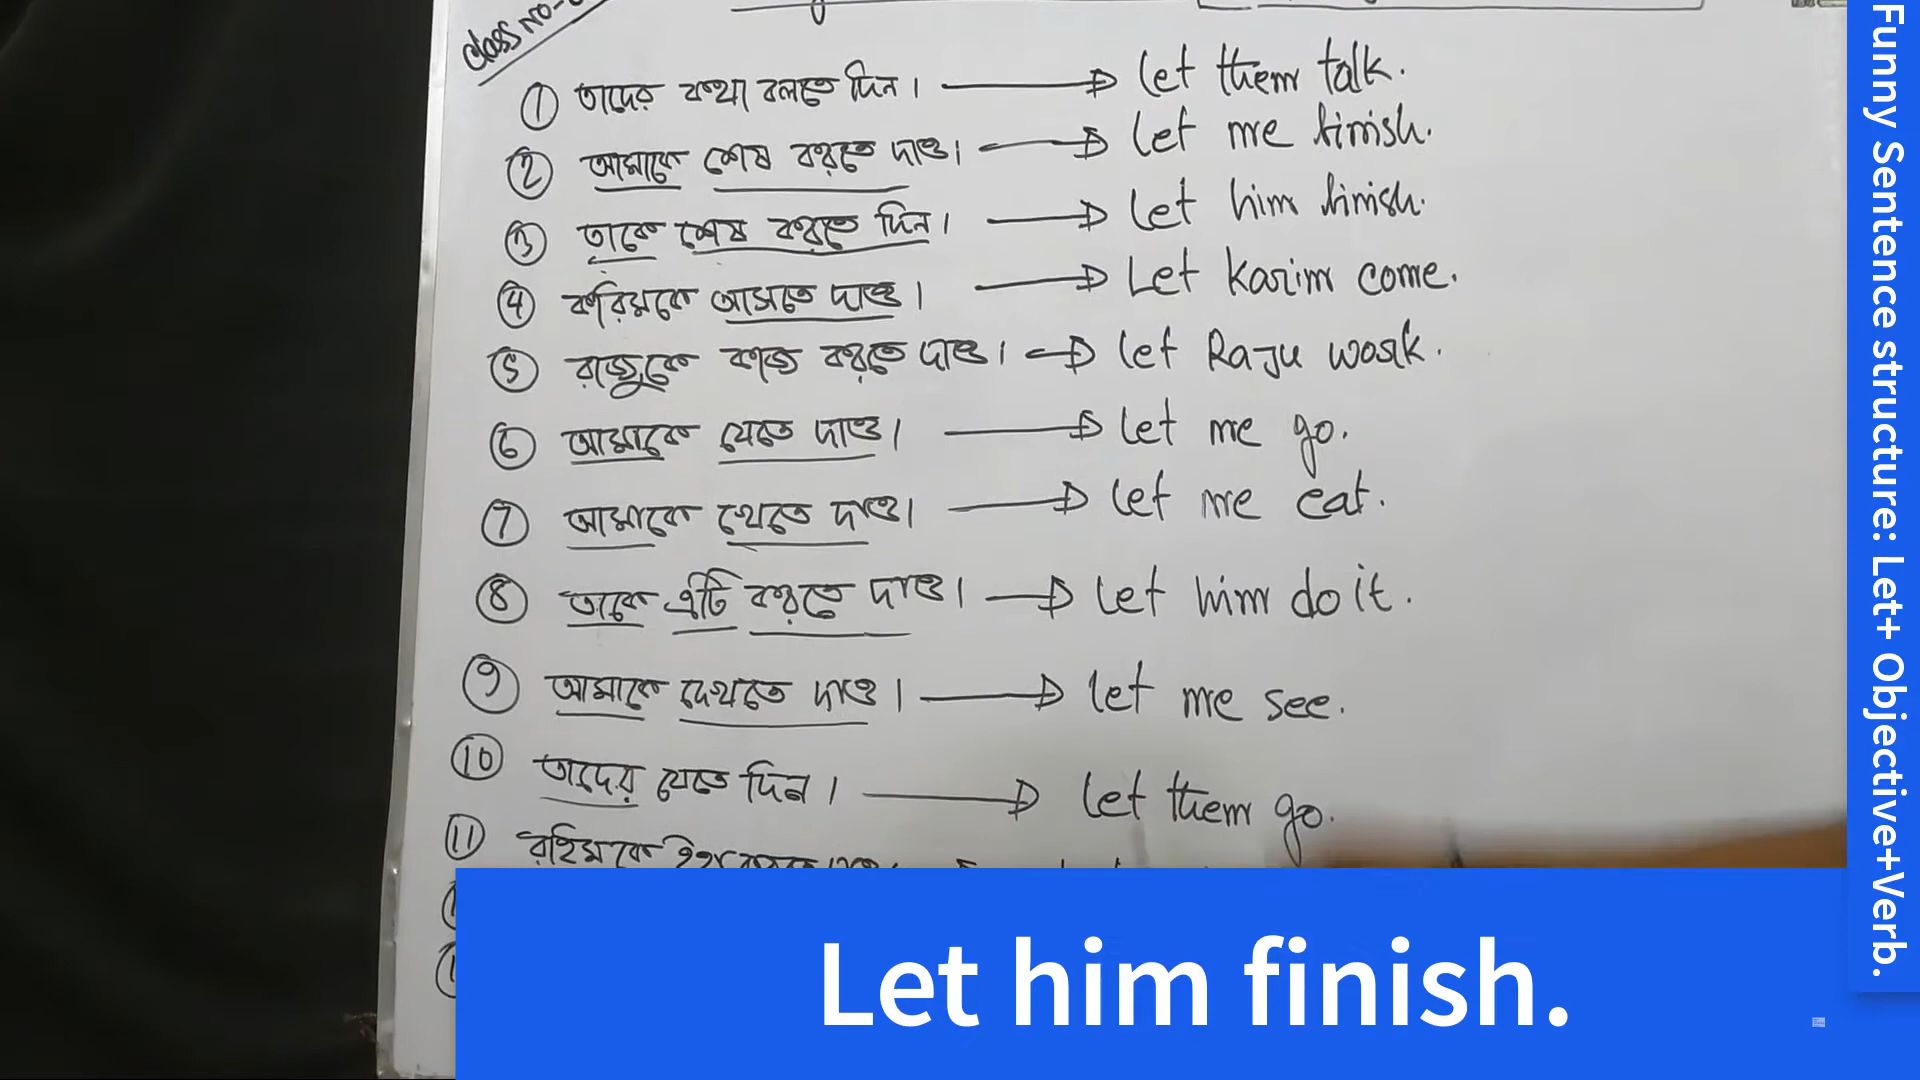 Class No-
① তাদের কথা বলতে দিন। → Let them talk.
② আমাকে শেষ করতে দাও। → Let me finish.
③ তাকে শেষ করতে দিন। → Let him finish.
④ করিমকে আসতে দাও। → Let Karim come.
⑤ রাজুকে কাজ করতে দাও। → Let Raju work.
⑥ আমাকে যেতে দাও। → Let me go.
⑦ আমাকে খেতে দাও। → Let me eat.
⑧ তাকে এটি করতে দাও। → Let him do it.
⑨ আমাকে দেখতে দাও। → Let me see.
⑩ তাদের যেতে দিন। → Let them go.
⑪ রহিমকে
Let him finish.
Funny Sentence structure: Let+ Objective+Verb.